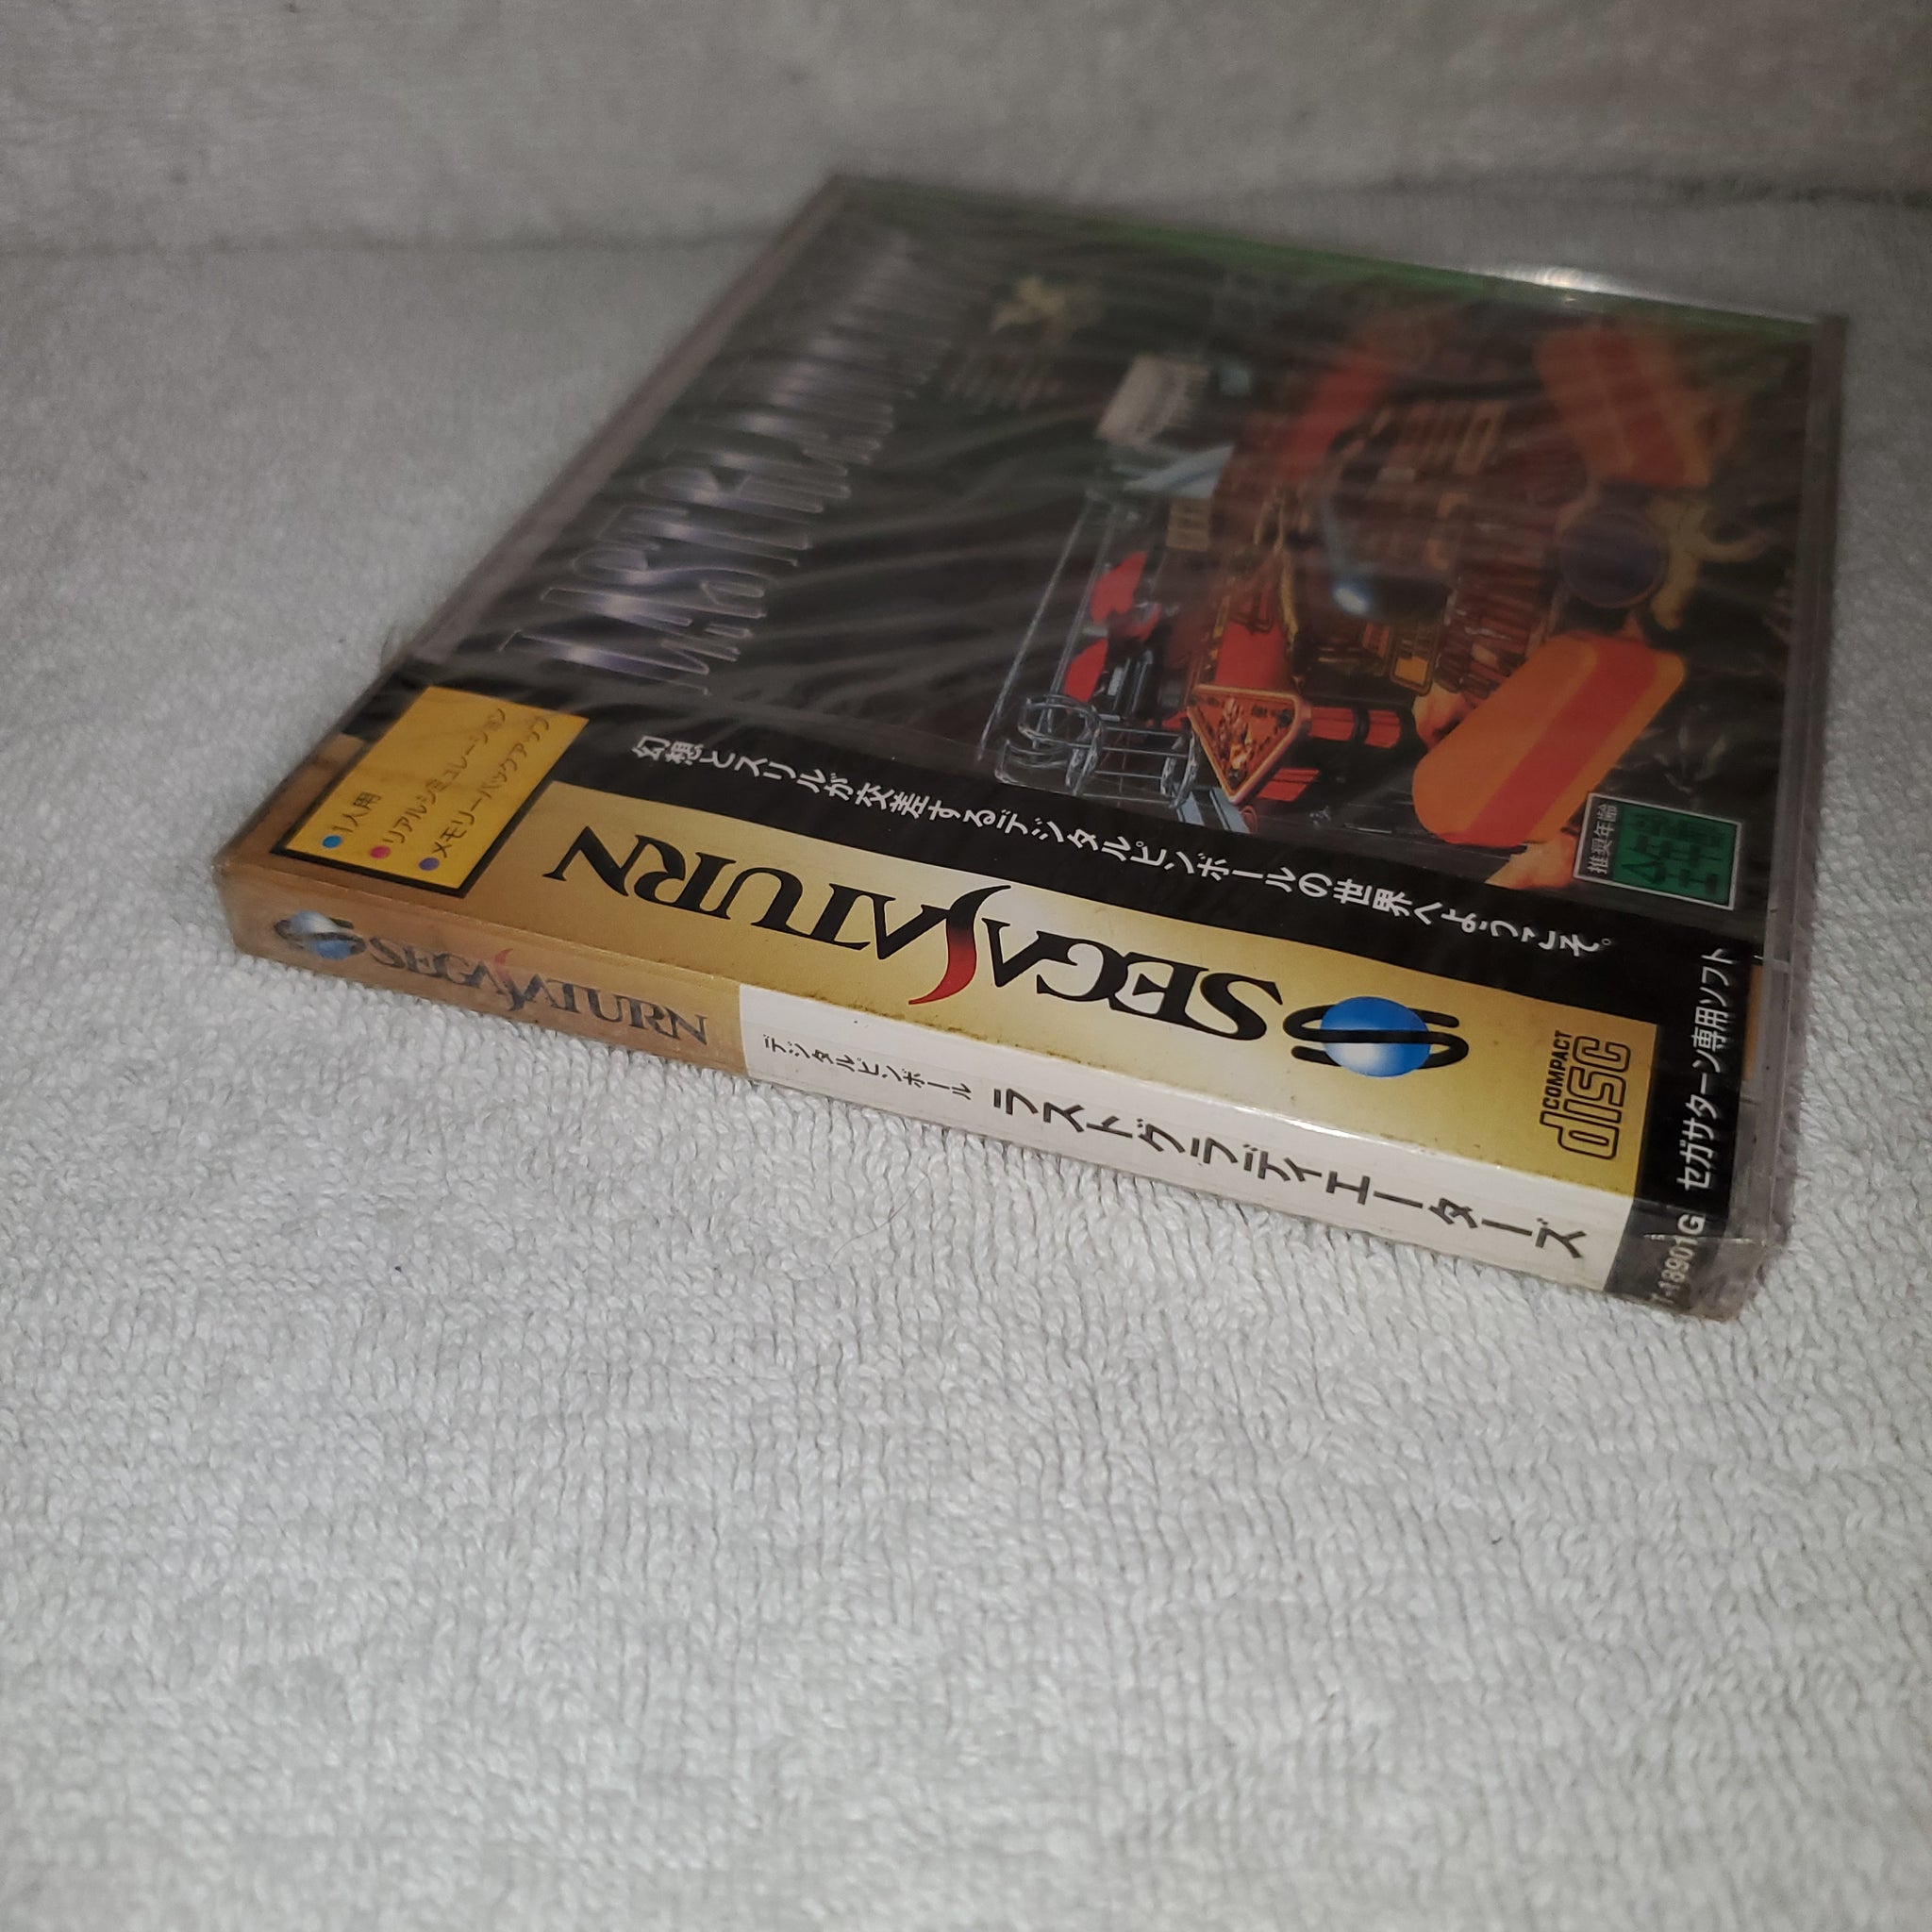 LAST GLADIATORS
推奨年齢
幻想とスリルが交差するデジタルピンボールの世界へようこそ。
●1人用
●リアルシミュレーション
●メモリーバックアップ
SEGA SATURN
COMPACT
disc
セガサターン専用ソフト
SEGA SATURN
デジタルピンボール
ラストグラディエーターズ
T-18901G